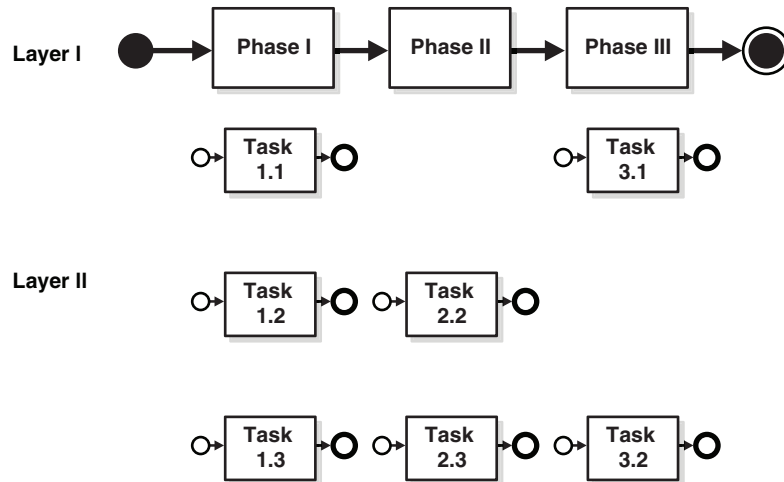 Layer I
Phase I
Phase II
Phase III
Task
1.1
Task
3.1
Layer II
Task
1.2
Task
2.2
Task
1.3
Task
2.3
Task
3.2